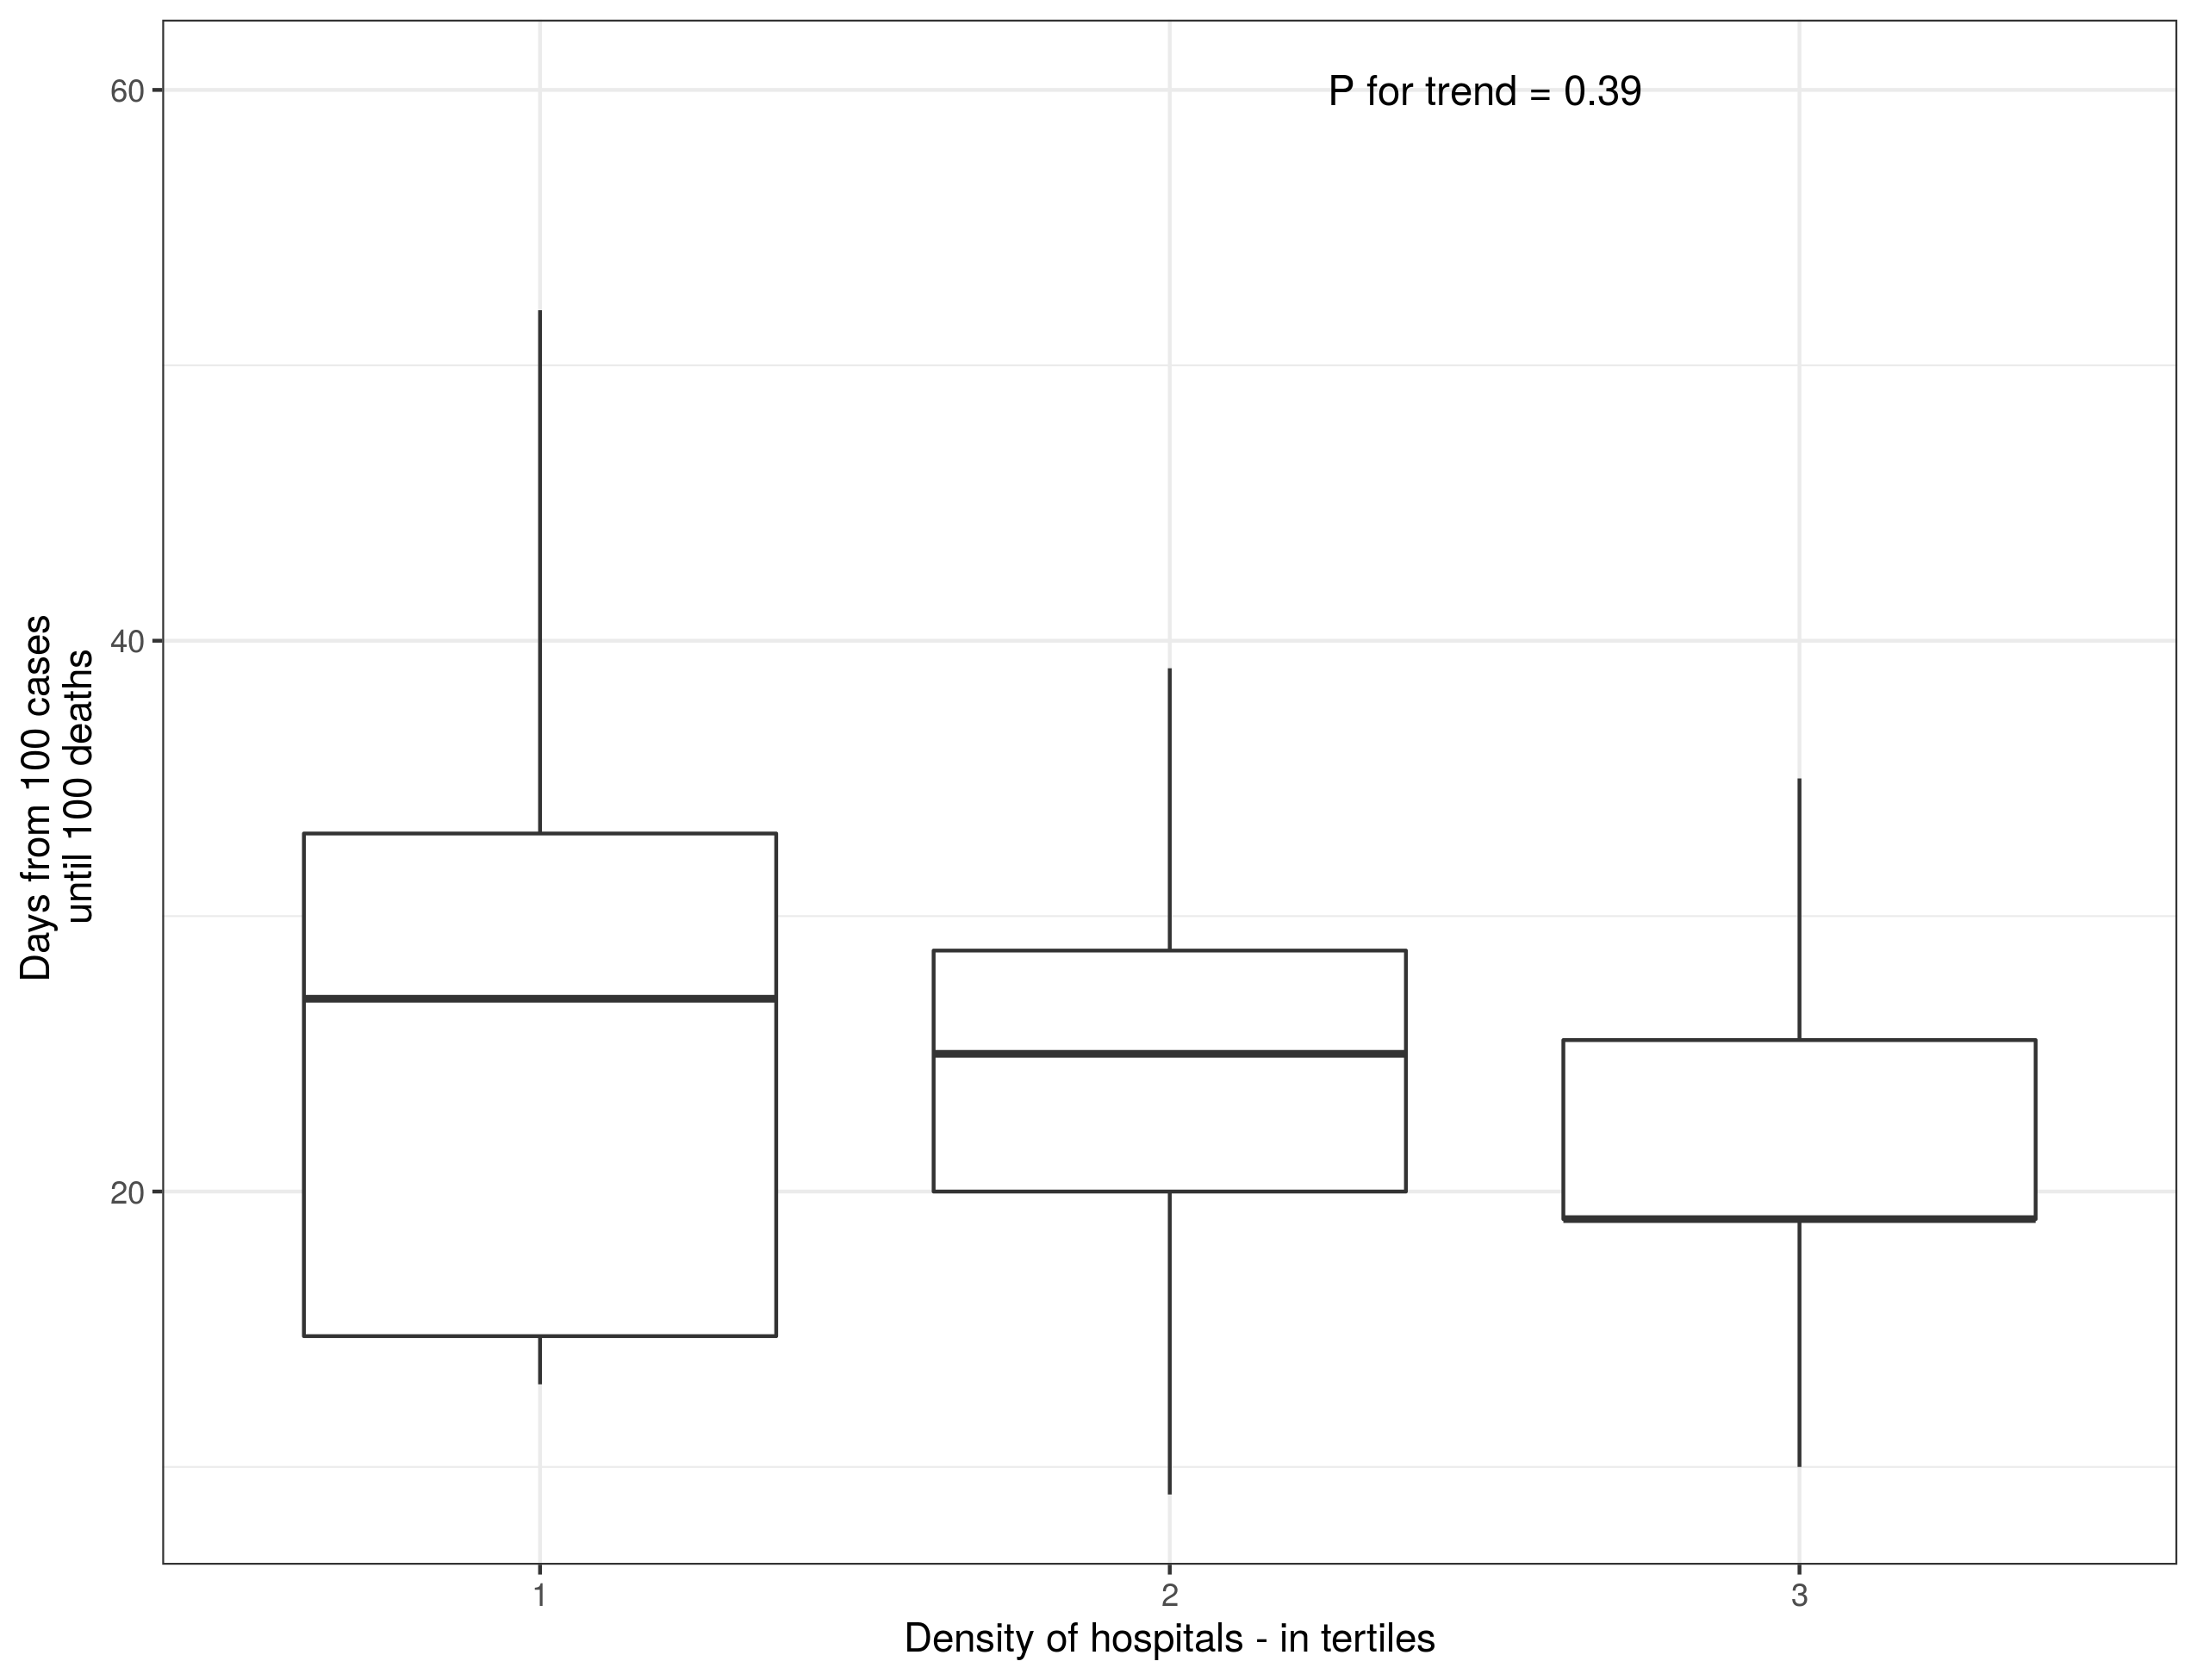 P for trend = 0.39
60
40
20
Days from 100 cases
until 100 deaths
1
2
3
Density of hospitals - in tertiles